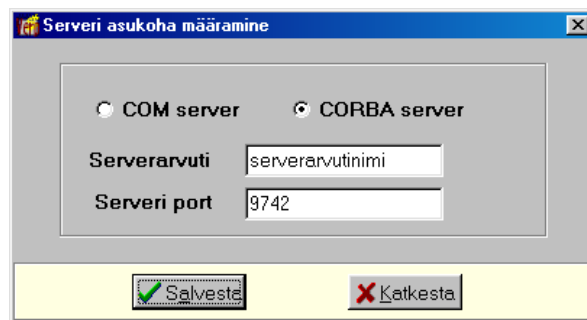 Serveri asukoha määramine
COM server CORBA server
Serverarvuti serverarvutinimi
Serveri port 9742
Salvesta Katkesta